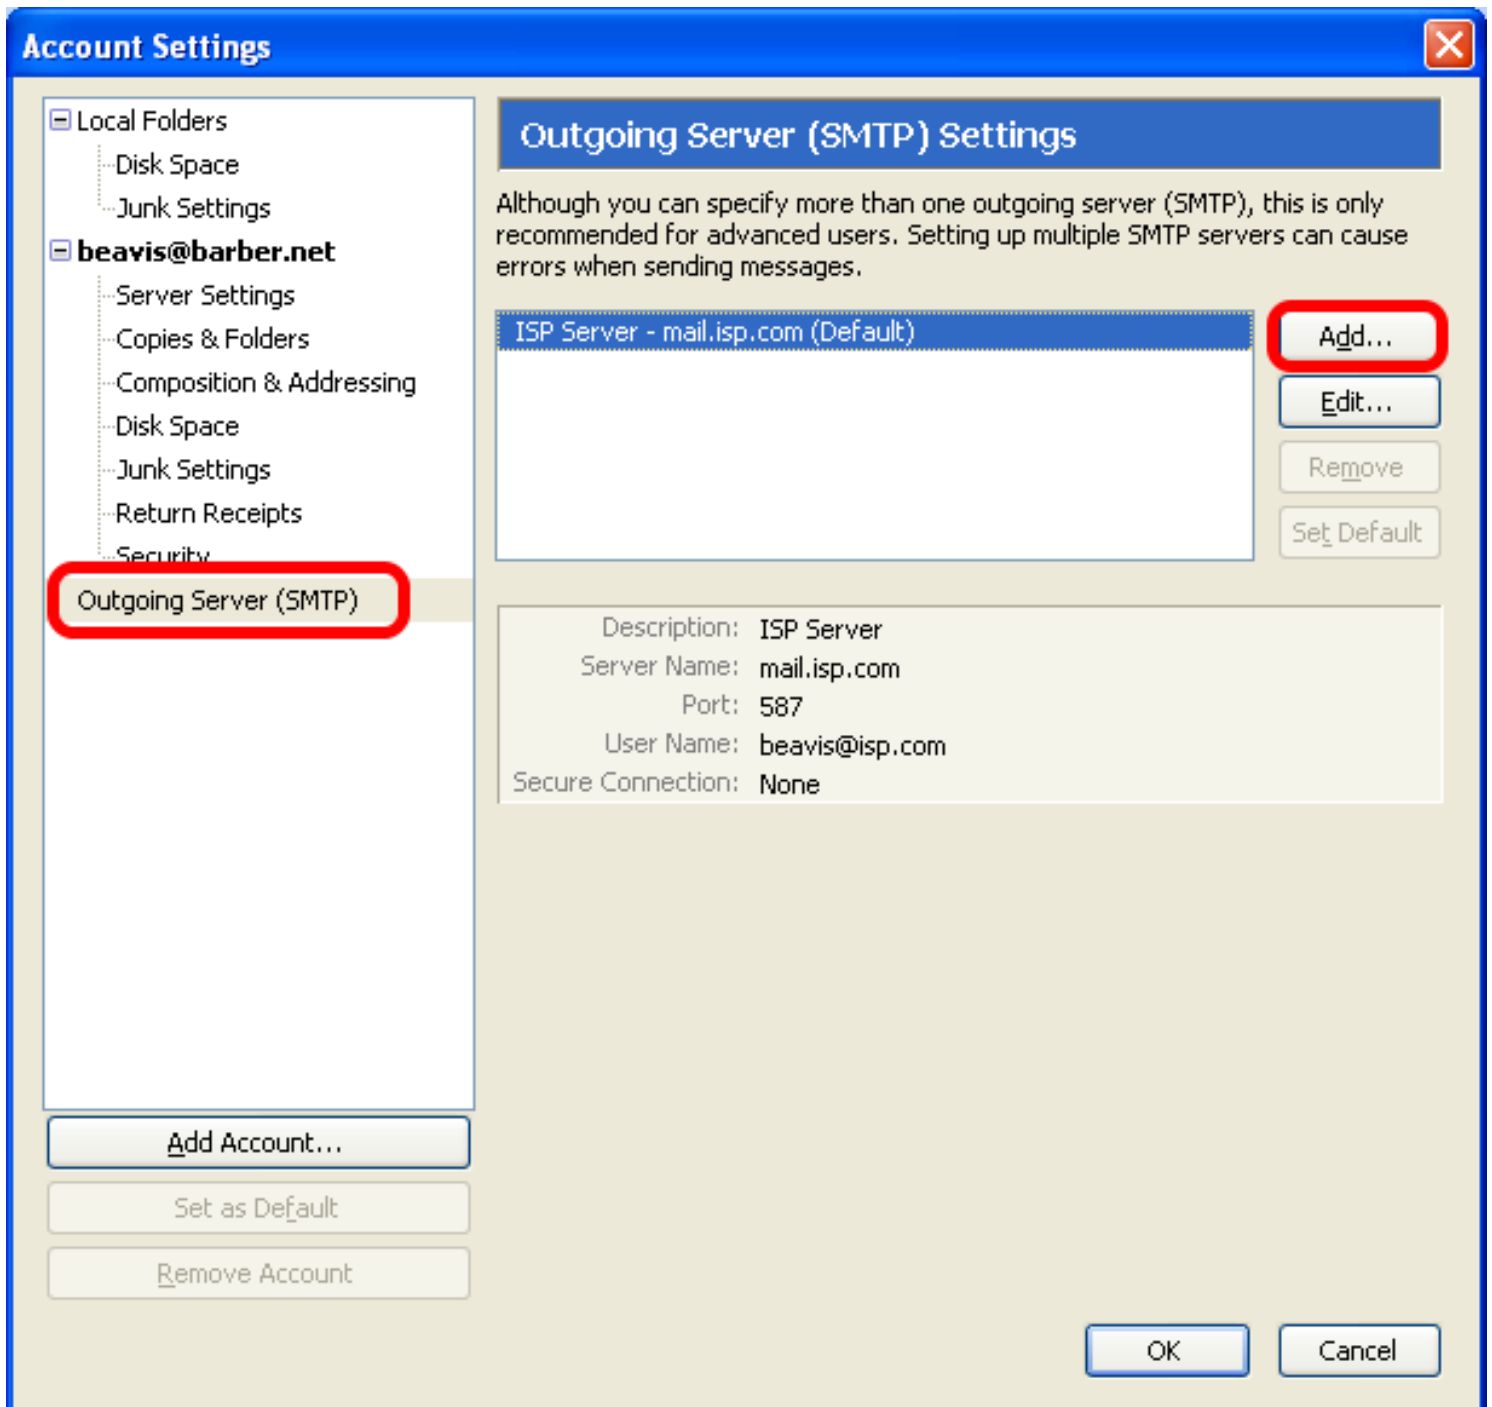 Account Settings
Local Folders
Disk Space
Junk Settings
beavis@barber.net
Server Settings
Copies & Folders
Composition & Addressing
Disk Space
Junk Settings
Return Receipts
Security
Outgoing Server (SMTP)
Add Account...
Set as Default
Remove Account
Outgoing Server (SMTP) Settings
Although you can specify more than one outgoing server (SMTP), this is only
recommended for advanced users. Setting up multiple SMTP servers can cause
errors when sending messages.
ISP Server - mail.isp.com (Default)
Add...
Edit...
Remove
Set Default
Description: ISP Server
Server Name: mail.isp.com
Port: 587
User Name: beavis@isp.com
Secure Connection: None
OK
Cancel